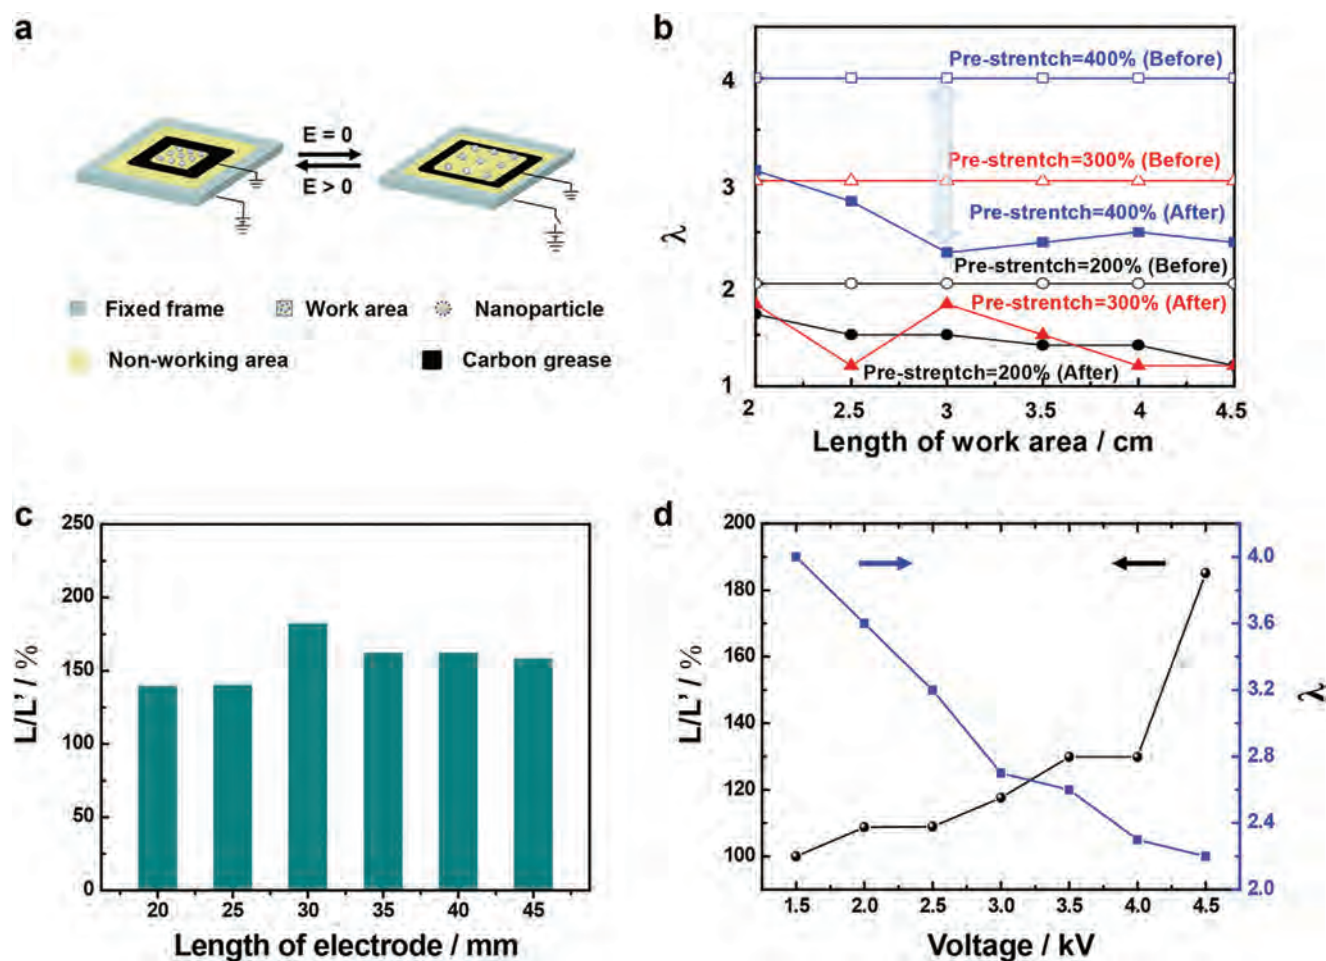 a
E = 0
E > 0
Fixed frame
Work area
Nanoparticle
Non-working area
Carbon grease
b
Pre-strentch=400% (Before)
4
Pre-strentch=300% (Before)
3
Pre-strentch=400% (After)
λ
Pre-strentch=200% (Before)
2
Pre-strentch=300% (After)
Pre-strentch=200% (After)
1
2 2.5 3 3.5 4 4.5
Length of work area / cm
c
250
200
150
100
50
0
L/L' / %
20 25 30 35 40 45
Length of electrode / mm
d
200
180
160
140
120
100
L/L' / %
4.0
3.6
3.2
2.8
2.4
2.0
λ
1.5 2.0 2.5 3.0 3.5 4.0 4.5
Voltage / kV